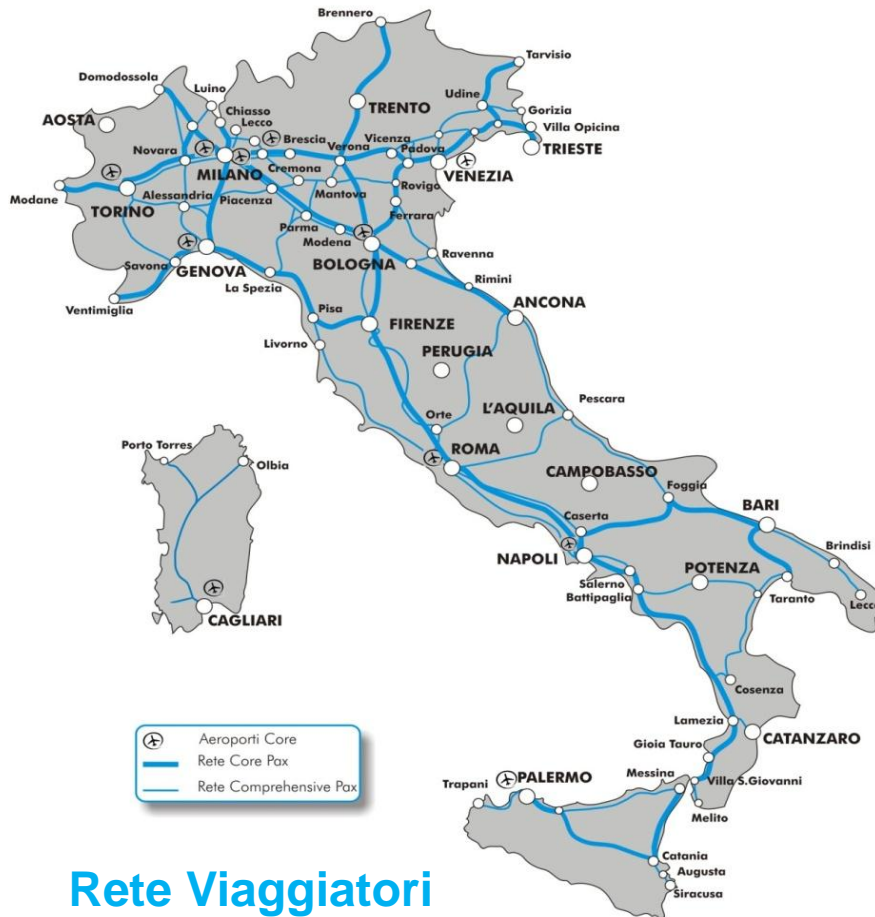 Brennero
Tarvisio
Domodossola
Luino
Udine
Chiasso
Lecco
TRENTO
Gorizia
AOSTA
Villa Opicina
Brescia
Vicenza
Novara
Verona
Padova
TRIESTE
MILANO
Cremona
VENEZIA
Modane
Alessandria
Mantova
Rovigo
TORINO
Piacenza
Ferrara
Parma
Modena
Ravenna
Savona
GENOVA
BOLOGNA
La Spezia
Rimini
Ventimiglia
Pisa
ANCONA
FIRENZE
Livorno
PERUGIA
Pescara
Orte
L'AQUILA
Porto Torres
ROMA
Olbia
CAMPOBASSO
Foggia
BARI
Caserta
Brindisi
NAPOLI
POTENZA
Salerno
Battipaglia
Taranto
Lecce
CAGLIARI
Cosenza
Lamezia
CATANZARO
Gioia Tauro
Messina
Villa S.Giovanni
Trapani
PALERMO
Melito
Catania
Augusta
Siracusa
Aeroporti Core
Rete Core Pax
Rete Comprehensive Pax
Rete Viaggiatori